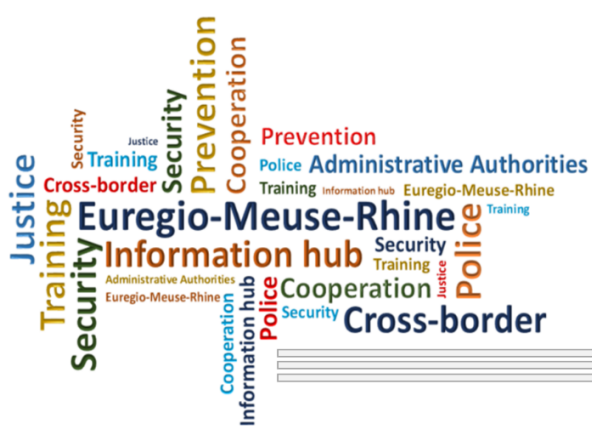 Prevention
Cooperation
Security
Security
Justice
Training
Prevention
Police
Administrative Authorities
Justice
Cross-border
Training
Information hub
Euregio-Meuse-Rhine
Training
Euregio-Meuse-Rhine
Police
Training
Security
Information hub
Security
Training
Justice
Administrative Authorities
Euregio-Meuse-Rhine
Cooperation
Information hub
Police
Cooperation
Security
Cross-border